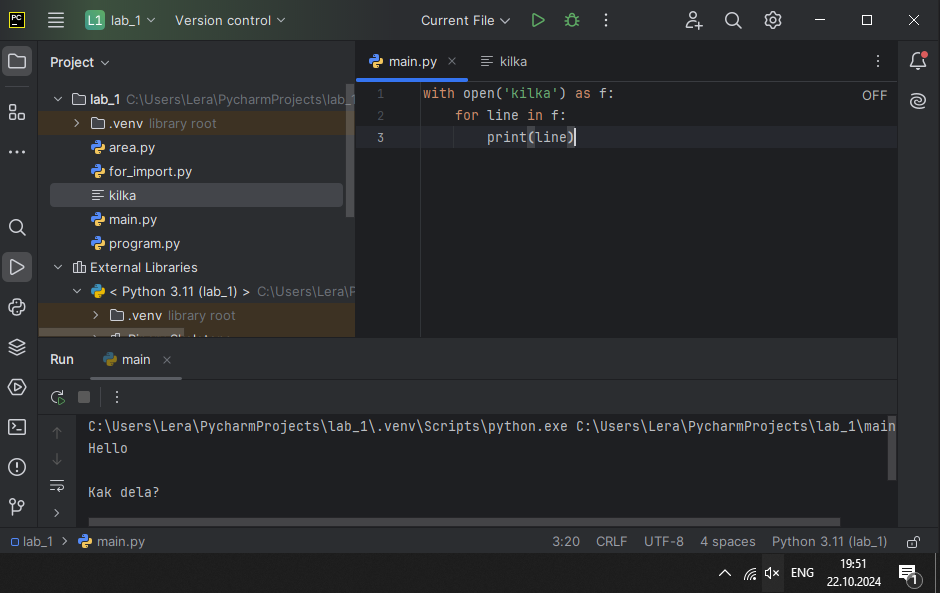 PC
L1 lab_1 Version control Current File
Project
main.py
kilka
lab_1 C:\Users\Lera\PycharmProjects\lab_1
.venv library root
area.py
for_import.py
kilka
main.py
program.py
External Libraries
< Python 3.11 (lab_1) > C:\Users\Lera\P
.venv library root
1 with open('kilka') as f:
2 for line in f:
3 print(line)
OFF
Run main
C:\Users\Lera\PycharmProjects\lab_1\.venv\Scripts\python.exe C:\Users\Lera\PycharmProjects\lab_1\main
Hello
Kak dela?
lab_1 > main.py 3:20 CRLF UTF-8 4 spaces Python 3.11 (lab_1)
ENG 19:51
22.10.2024
1